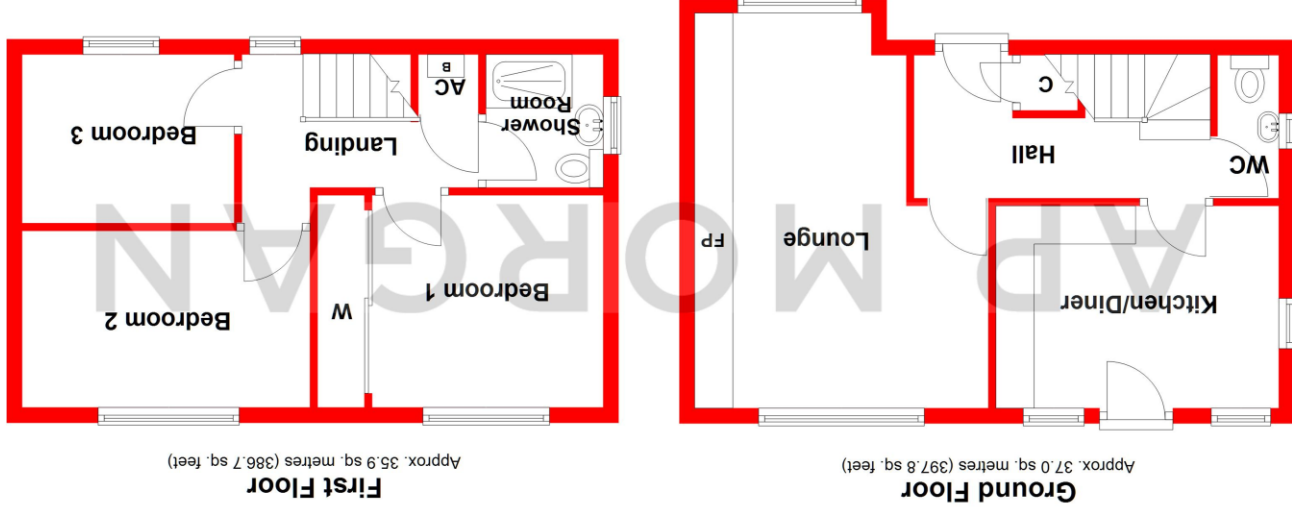 Ground Floor
Approx. 37.0 sq. metres (397.8 sq. feet)
Kitchen/Diner
Lounge
FP
WC
Hall
C
First Floor
Approx. 35.9 sq. metres (386.7 sq. feet)
Bedroom 1
W
Bedroom 2
Landing
Bedroom 3
Shower
Room
AC
B
AP MORGAN